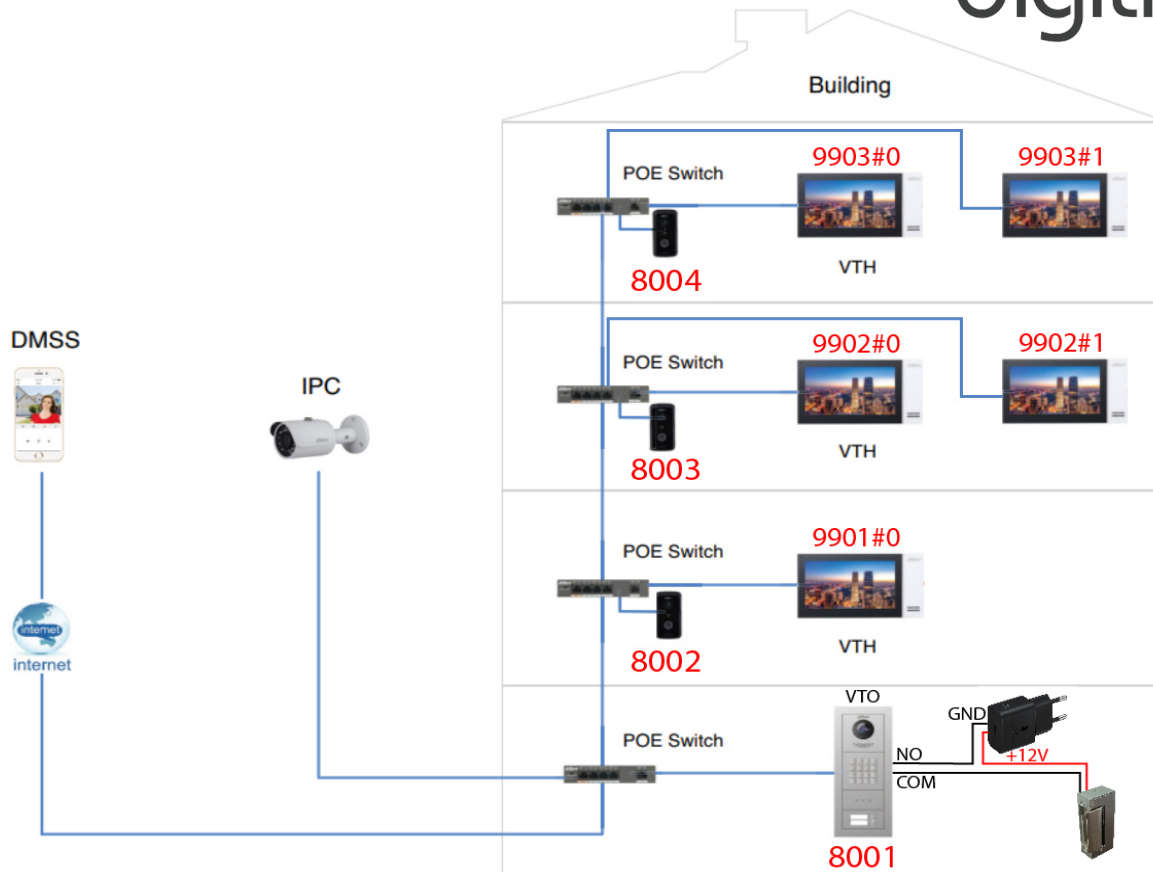 Building
POE Switch
9903#0
9903#1
8004
VTH
DMSS
IPC
POE Switch
9902#0
9902#1
8003
VTH
internet
internet
POE Switch
9901#0
8002
VTH
POE Switch
VTO
GND
NO
+12V
COM
8001